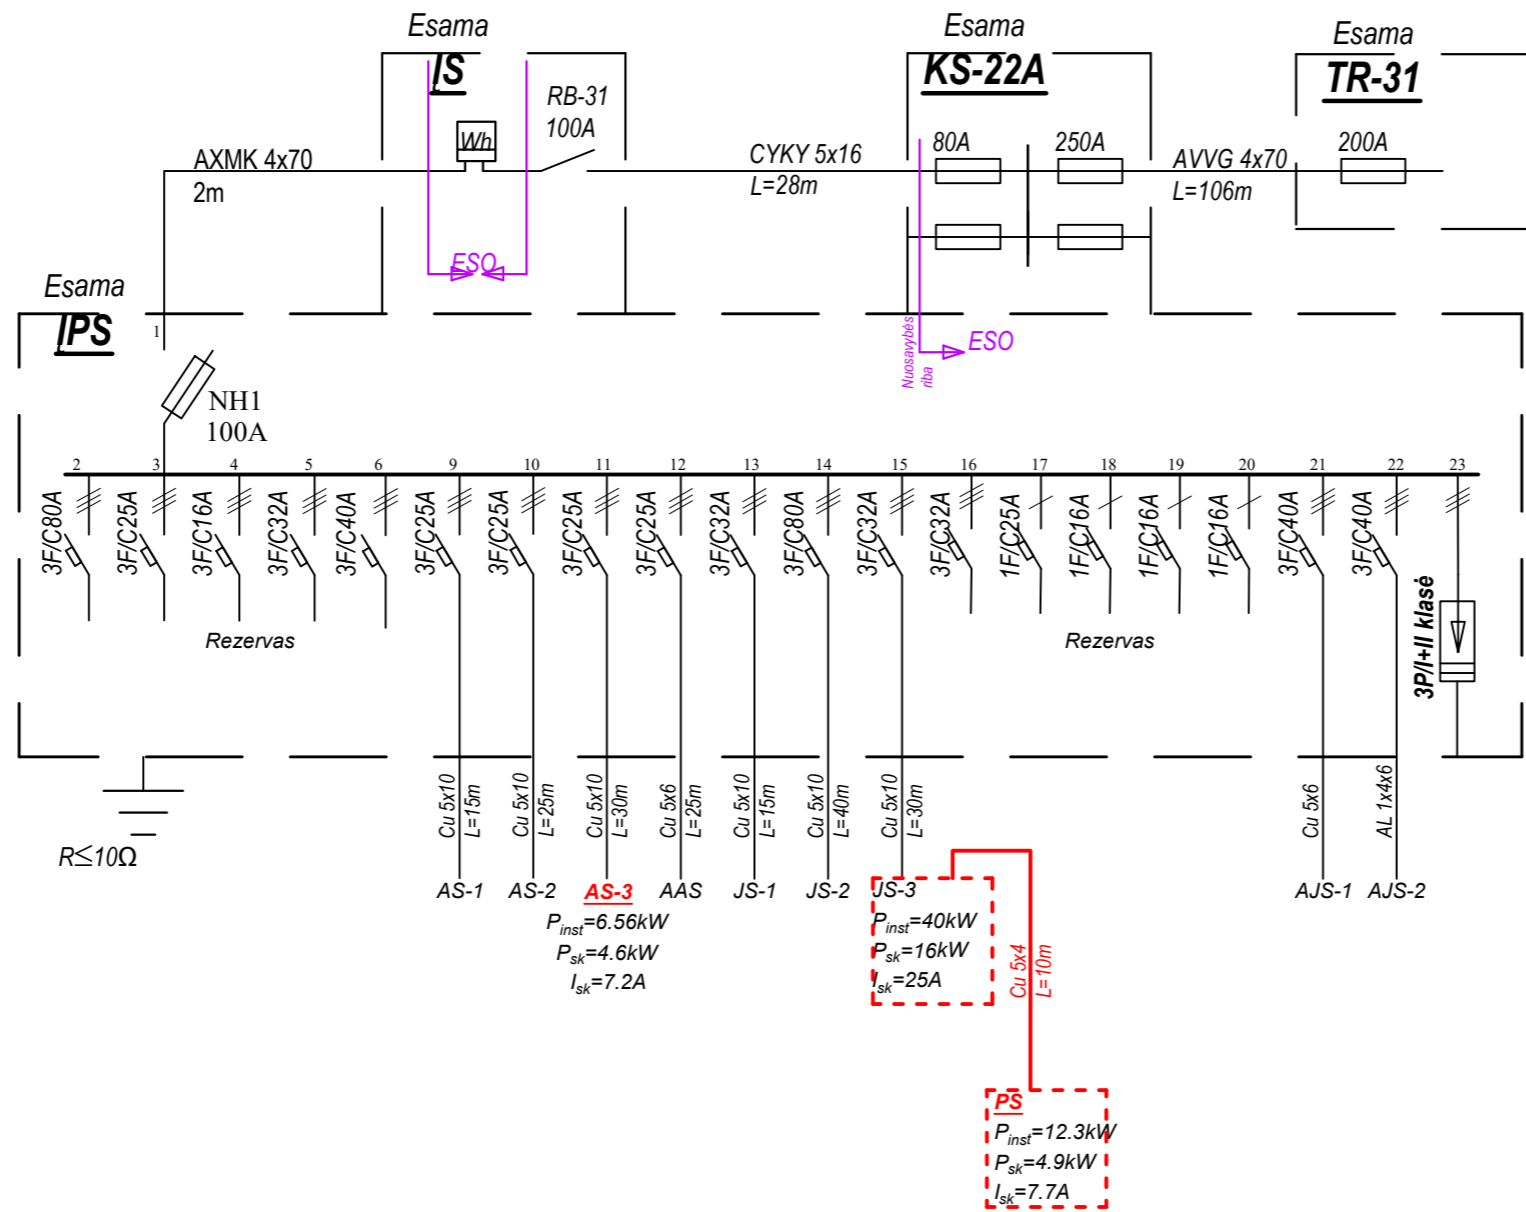 Esama
ĮS
Esama
KS-22A
Esama
TR-31
RB-31
100A
Wh
80A
250A
200A
AXMK 4x70
2m
CYKY 5x16
L=28m
AVVG 4x70
L=106m
ESO
Esama
ĮPS
1
Nuosavybės
riba
ESO
NH1
100A
2 3 4 5 6 9 10 11 12 13 14 15 16 17 18 19 20 21 22 23
3F/C80A
3F/C25A
3F/C16A
3F/C32A
3F/C40A
3F/C25A
3F/C25A
3F/C25A
3F/C25A
3F/C32A
3F/C80A
3F/C32A
3F/C32A
1F/C25A
1F/C16A
1F/C16A
1F/C16A
3F/C40A
3F/C40A
3P/I+II klasė
Rezervas
Rezervas
Cu 5x10
L=15m
Cu 5x10
L=25m
Cu 5x10
L=30m
Cu 5x6
L=25m
Cu 5x10
L=15m
Cu 5x10
L=40m
Cu 5x10
L=30m
Cu 5x6
AL 1x4x6
R≤10Ω
AS-1
AS-2
AS-3
AAS
JS-1
JS-2
JS-3
AJS-1
AJS-2
Pinst=6.56kW
Psk=4.6kW
Isk=7.2A
Pinst=40kW
Psk=16kW
Isk=25A
Cu 5x4
L=10m
PS
Pinst=12.3kW
Psk=4.9kW
Isk=7.7A